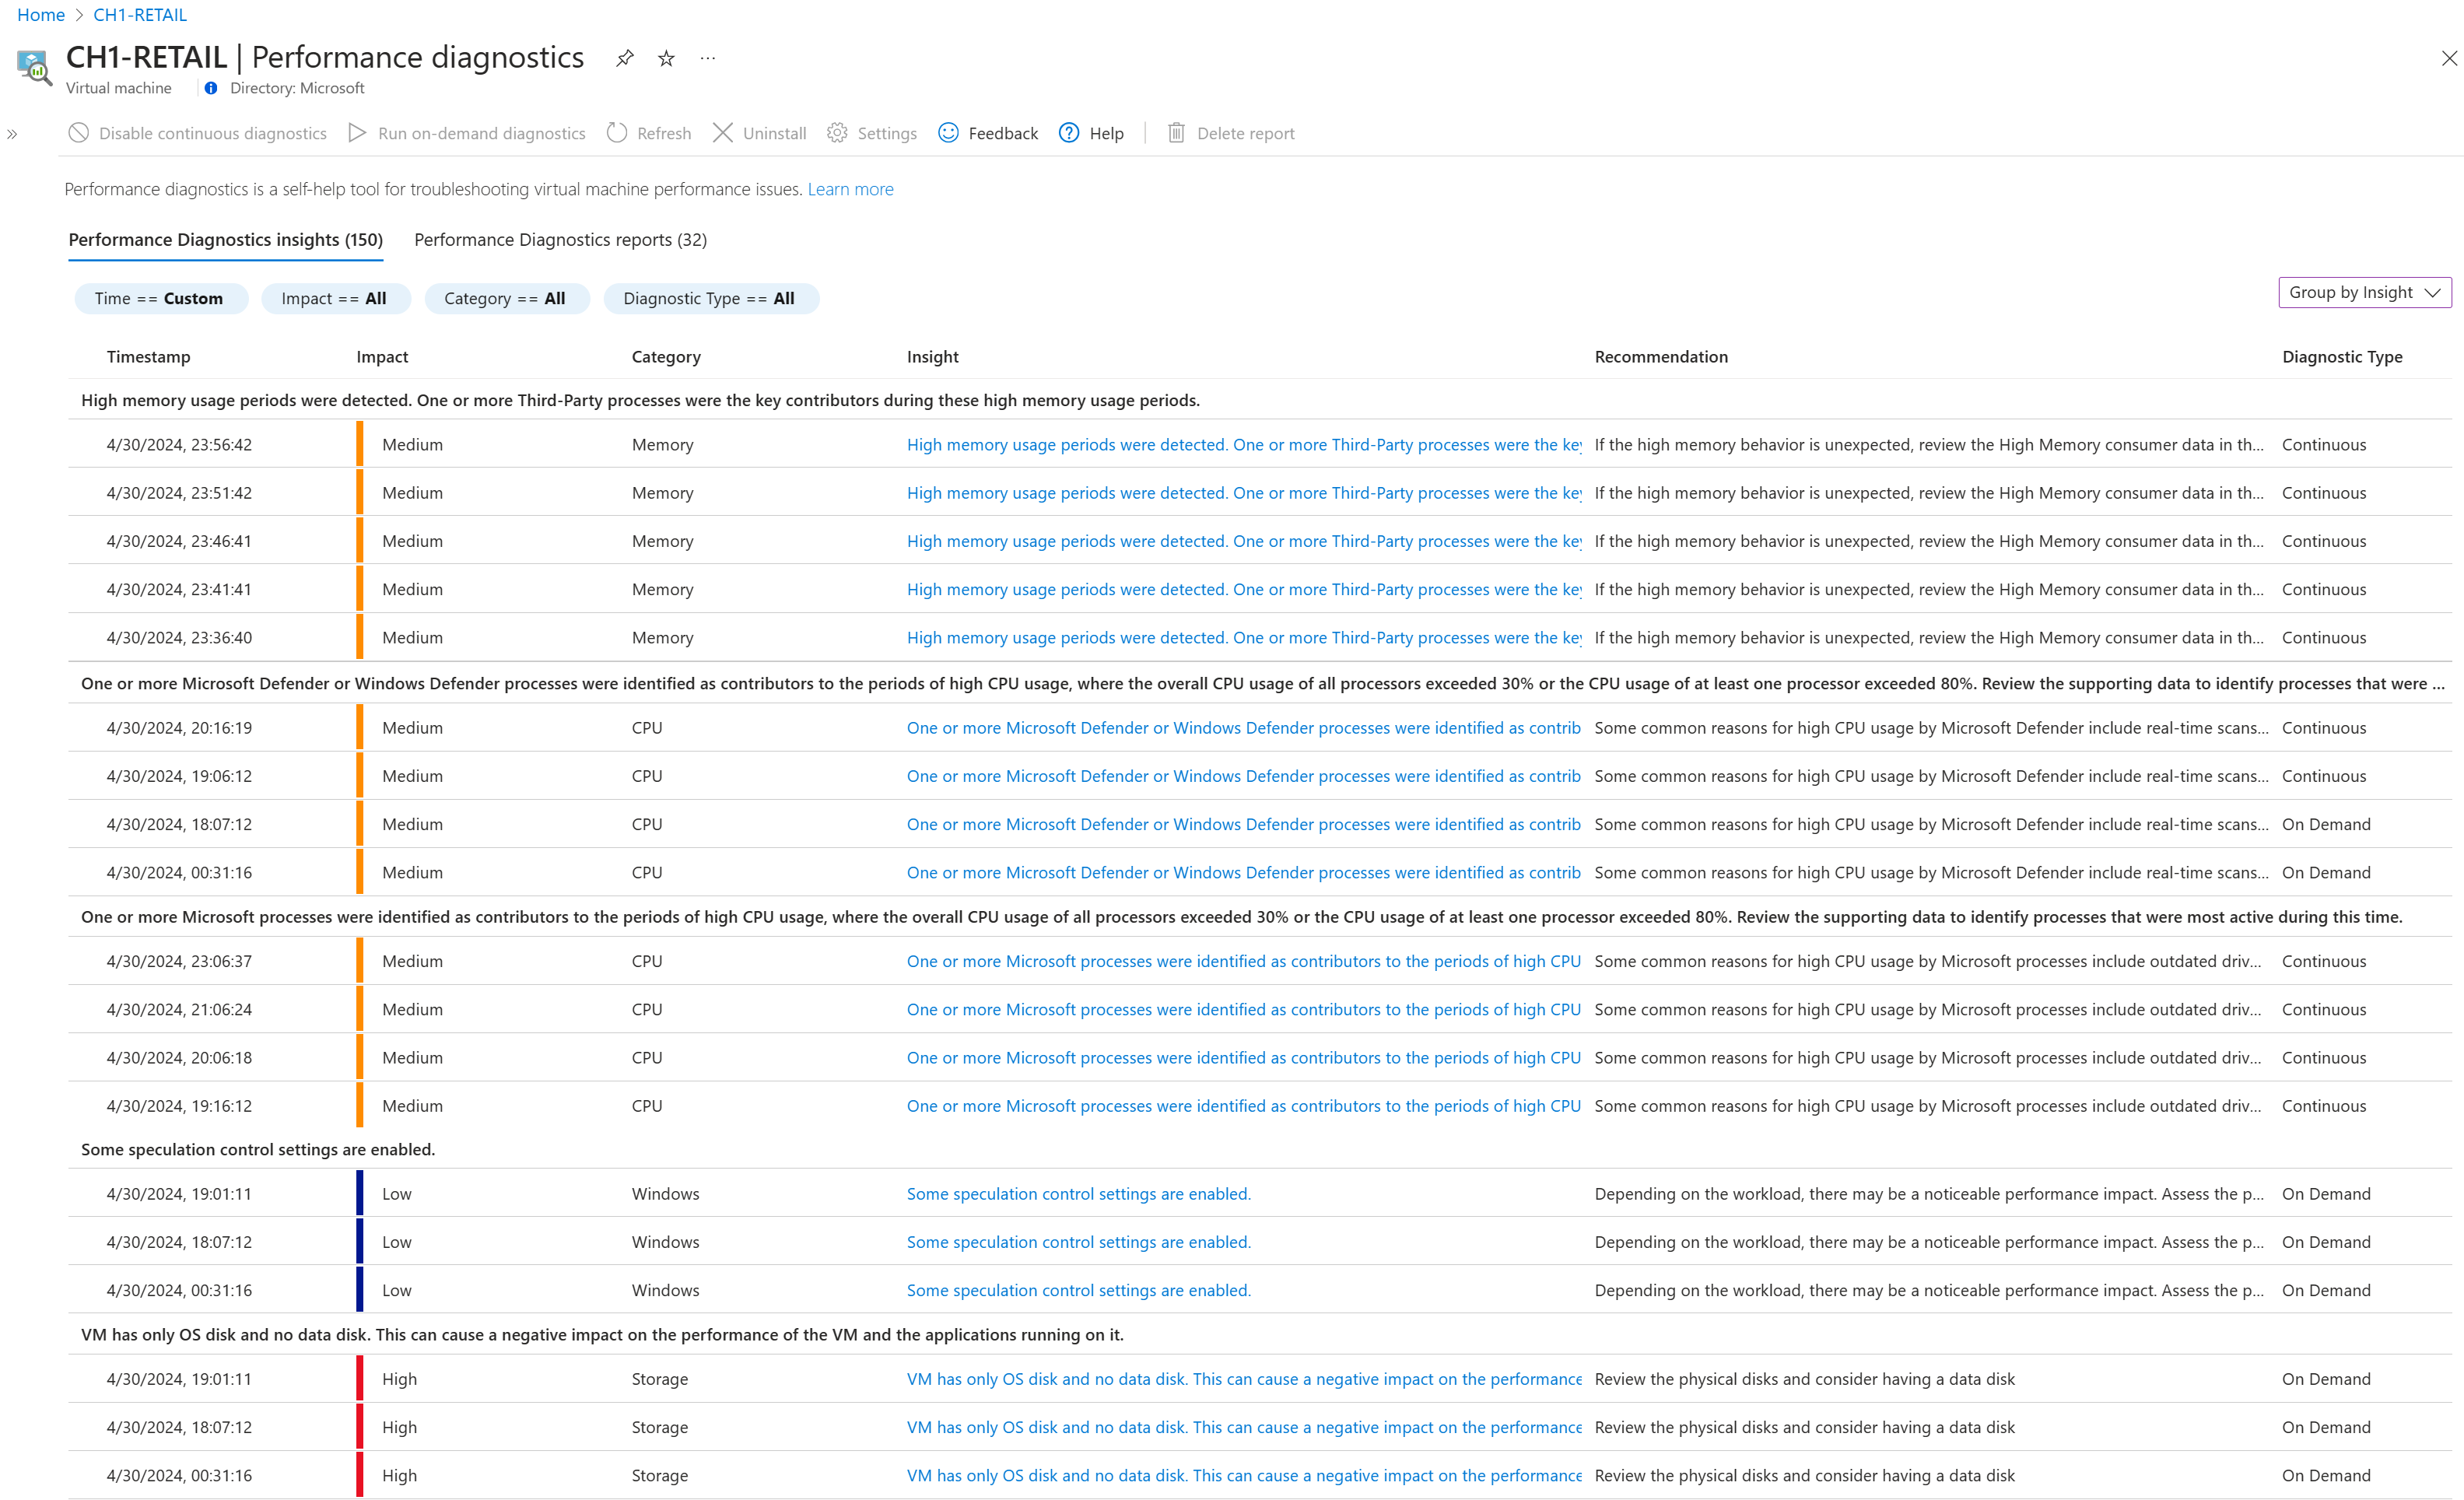 Home > CH1-RETAIL
CH1-RETAIL | Performance diagnostics
Virtual machine Directory: Microsoft
Disable continuous diagnostics Run on-demand diagnostics Refresh Uninstall Settings Feedback Help Delete report
Performance diagnostics is a self-help tool for troubleshooting virtual machine performance issues. Learn more
Performance Diagnostics insights (150) Performance Diagnostics reports (32)
Time == Custom Impact == All Category == All Diagnostic Type == All Group by Insight
Timestamp Impact Category Insight Recommendation Diagnostic Type
High memory usage periods were detected. One or more Third-Party processes were the key contributors during these high memory usage periods.
4/30/2024, 23:56:42 Medium Memory High memory usage periods were detected. One or more Third-Party processes were the key If the high memory behavior is unexpected, review the High Memory consumer data in th... Continuous
4/30/2024, 23:51:42 Medium Memory High memory usage periods were detected. One or more Third-Party processes were the key If the high memory behavior is unexpected, review the High Memory consumer data in th... Continuous
4/30/2024, 23:46:41 Medium Memory High memory usage periods were detected. One or more Third-Party processes were the key If the high memory behavior is unexpected, review the High Memory consumer data in th... Continuous
4/30/2024, 23:41:41 Medium Memory High memory usage periods were detected. One or more Third-Party processes were the key If the high memory behavior is unexpected, review the High Memory consumer data in th... Continuous
4/30/2024, 23:36:40 Medium Memory High memory usage periods were detected. One or more Third-Party processes were the key If the high memory behavior is unexpected, review the High Memory consumer data in th... Continuous
One or more Microsoft Defender or Windows Defender processes were identified as contributors to the periods of high CPU usage, where the overall CPU usage of all processors exceeded 30% or the CPU usage of at least one processor exceeded 80%. Review the supporting data to identify processes that were ...
4/30/2024, 20:16:19 Medium CPU One or more Microsoft Defender or Windows Defender processes were identified as contrib Some common reasons for high CPU usage by Microsoft Defender include real-time scans... Continuous
4/30/2024, 19:06:12 Medium CPU One or more Microsoft Defender or Windows Defender processes were identified as contrib Some common reasons for high CPU usage by Microsoft Defender include real-time scans... Continuous
4/30/2024, 18:07:12 Medium CPU One or more Microsoft Defender or Windows Defender processes were identified as contrib Some common reasons for high CPU usage by Microsoft Defender include real-time scans... On Demand
4/30/2024, 00:31:16 Medium CPU One or more Microsoft Defender or Windows Defender processes were identified as contrib Some common reasons for high CPU usage by Microsoft Defender include real-time scans... On Demand
One or more Microsoft processes were identified as contributors to the periods of high CPU usage, where the overall CPU usage of all processors exceeded 30% or the CPU usage of at least one processor exceeded 80%. Review the supporting data to identify processes that were most active during this time.
4/30/2024, 23:06:37 Medium CPU One or more Microsoft processes were identified as contributors to the periods of high CPU Some common reasons for high CPU usage by Microsoft processes include outdated driv... Continuous
4/30/2024, 21:06:24 Medium CPU One or more Microsoft processes were identified as contributors to the periods of high CPU Some common reasons for high CPU usage by Microsoft processes include outdated driv... Continuous
4/30/2024, 20:06:18 Medium CPU One or more Microsoft processes were identified as contributors to the periods of high CPU Some common reasons for high CPU usage by Microsoft processes include outdated driv... Continuous
4/30/2024, 19:16:12 Medium CPU One or more Microsoft processes were identified as contributors to the periods of high CPU Some common reasons for high CPU usage by Microsoft processes include outdated driv... Continuous
Some speculation control settings are enabled.
4/30/2024, 19:01:11 Low Windows Some speculation control settings are enabled. Depending on the workload, there may be a noticeable performance impact. Assess the p... On Demand
4/30/2024, 18:07:12 Low Windows Some speculation control settings are enabled. Depending on the workload, there may be a noticeable performance impact. Assess the p... On Demand
4/30/2024, 00:31:16 Low Windows Some speculation control settings are enabled. Depending on the workload, there may be a noticeable performance impact. Assess the p... On Demand
VM has only OS disk and no data disk. This can cause a negative impact on the performance of the VM and the applications running on it.
4/30/2024, 19:01:11 High Storage VM has only OS disk and no data disk. This can cause a negative impact on the performance Review the physical disks and consider having a data disk On Demand
4/30/2024, 18:07:12 High Storage VM has only OS disk and no data disk. This can cause a negative impact on the performance Review the physical disks and consider having a data disk On Demand
4/30/2024, 00:31:16 High Storage VM has only OS disk and no data disk. This can cause a negative impact on the performance Review the physical disks and consider having a data disk On Demand